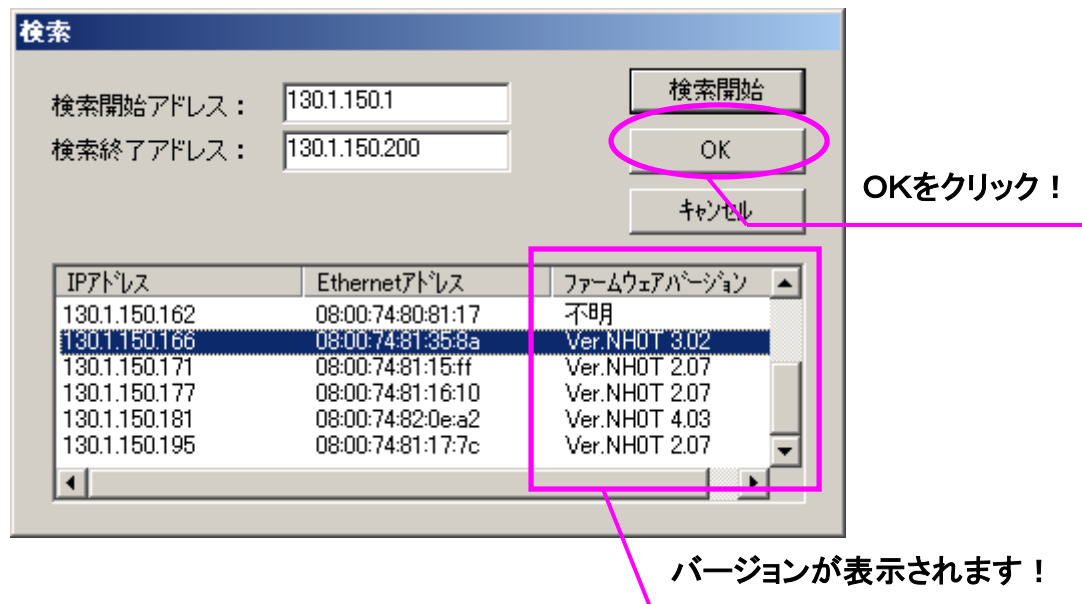 検索
検索開始アドレス： 130.1.150.1 検索開始
検索終了アドレス： 130.1.150.200 OK
OKをクリック！
キャンセル
IPアドレス Ethernetアドレス ファームウェアバージョン
130.1.150.162 08:00:74:80:81:17 不明
130.1.150.166 08:00:74:81:35:8a Ver.NH0T 3.02
130.1.150.171 08:00:74:81:15:ff Ver.NH0T 2.07
130.1.150.177 08:00:74:81:16:10 Ver.NH0T 2.07
130.1.150.181 08:00:74:82:0e:a2 Ver.NH0T 4.03
130.1.150.195 08:00:74:81:17:7c Ver.NH0T 2.07
バージョンが表示されます！